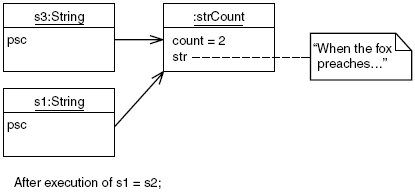 s3:String
psc
:strCount
count = 2
str
“When the fox
preaches…”
s1:String
psc
After execution of s1 = s2;